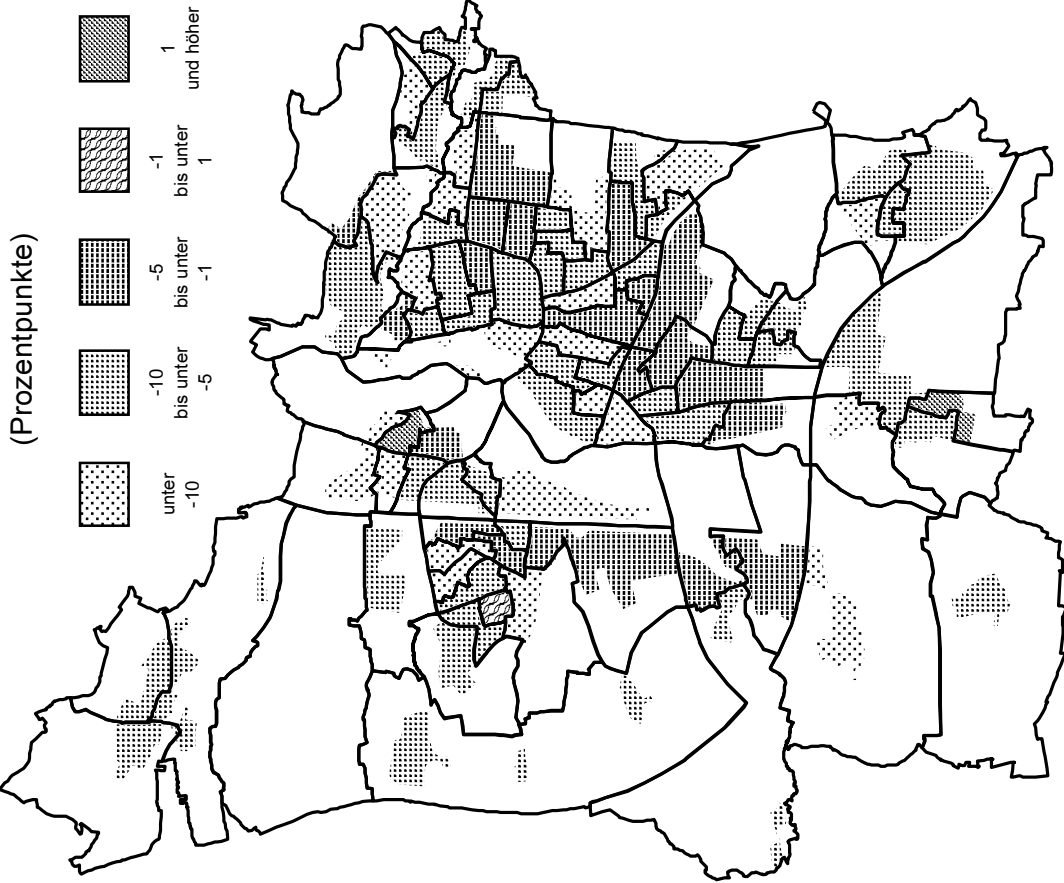 (Prozentpunkte)
unter
-10
-10
bis unter
-5
-5
bis unter
-1
-1
bis unter
1
1
und höher